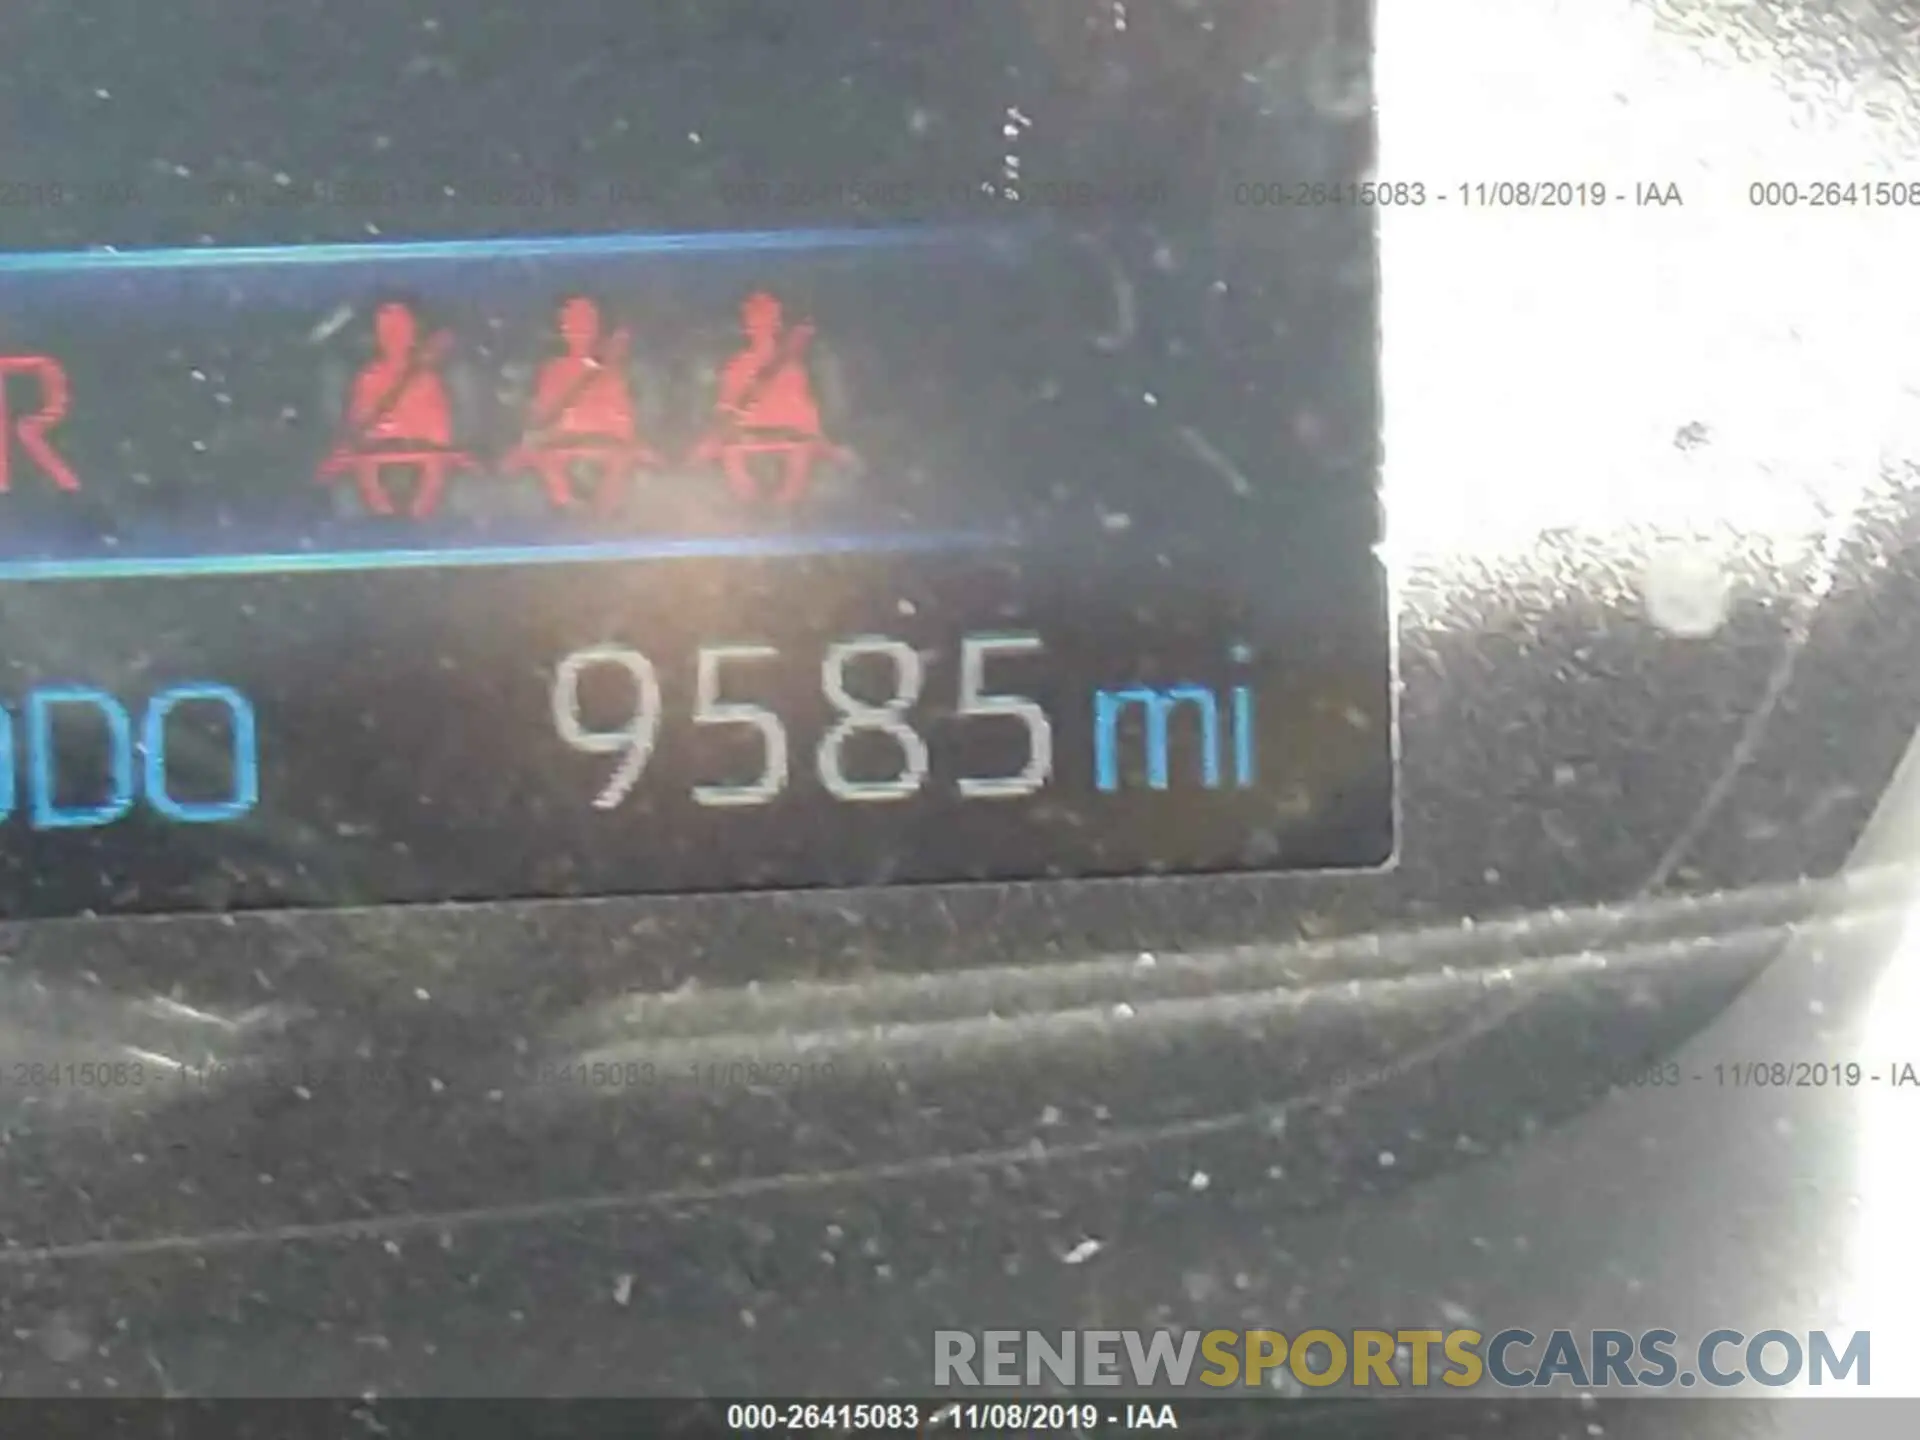 000-26415083 - 11/08/2019 - IAA
R
ODO 9585 mi
RENEWSPORTSCARS.COM
000-26415083 - 11/08/2019 - IAA